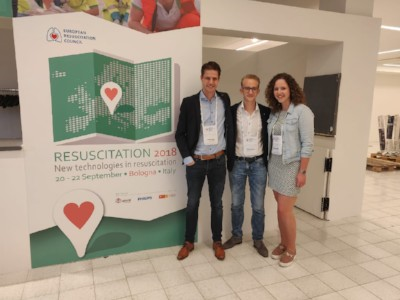 EUROPEAN
RESUSCITATION
COUNCIL
RESUSCITATION 2018
New technologies in resuscitation
20 - 22 September • Bologna • Italy